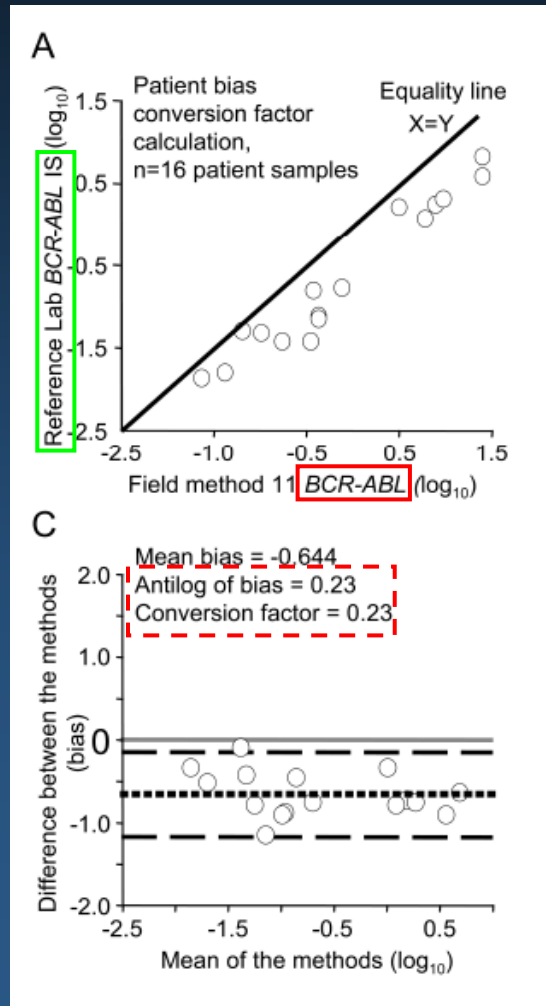 A
Patient bias
conversion factor
calculation,
n=16 patient samples
Equality line
X=Y
Reference Lab BCR-ABL IS (log10)
1.5
0.5
-0.5
-1.5
-2.5
-2.5 -1.0 -0.5 0.5 1.5
Field method 11 BCR-ABL (log10)
C
Mean bias = -0.644
Antilog of bias = 0.23
Conversion factor = 0.23
Difference between the methods
(bias)
2.0
1.0
0
-1.0
-2.0
-2.5 -1.5 -0.5 0.5
Mean of the methods (log10)